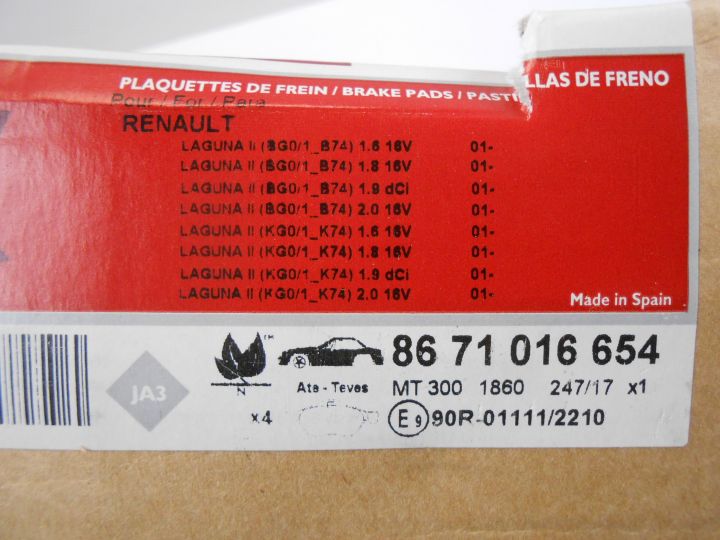 PLAQUETTES DE FREIN / BRAKE PADS / PASTILLAS DE FRENO
Pour / For / Para
RENAULT
LAGUNA II (BG0/1_B74) 1.6 16V 01-
LAGUNA II (BG0/1_B74) 1.8 16V 01-
LAGUNA II (BG0/1_B74) 1.9 dCi 01-
LAGUNA II (BG0/1_B74) 2.0 16V 01-
LAGUNA II (KG0/1_K74) 1.6 16V 01-
LAGUNA II (KG0/1_K74) 1.8 16V 01-
LAGUNA II (KG0/1_K74) 1.9 dCi 01-
LAGUNA II (KG0/1_K74) 2.0 16V 01-
Made in Spain
™
86 71 016 654
JA3
N
Ate - Teves
MT 300 1860 247/17 x1
x4
E9 90R-01111/2210